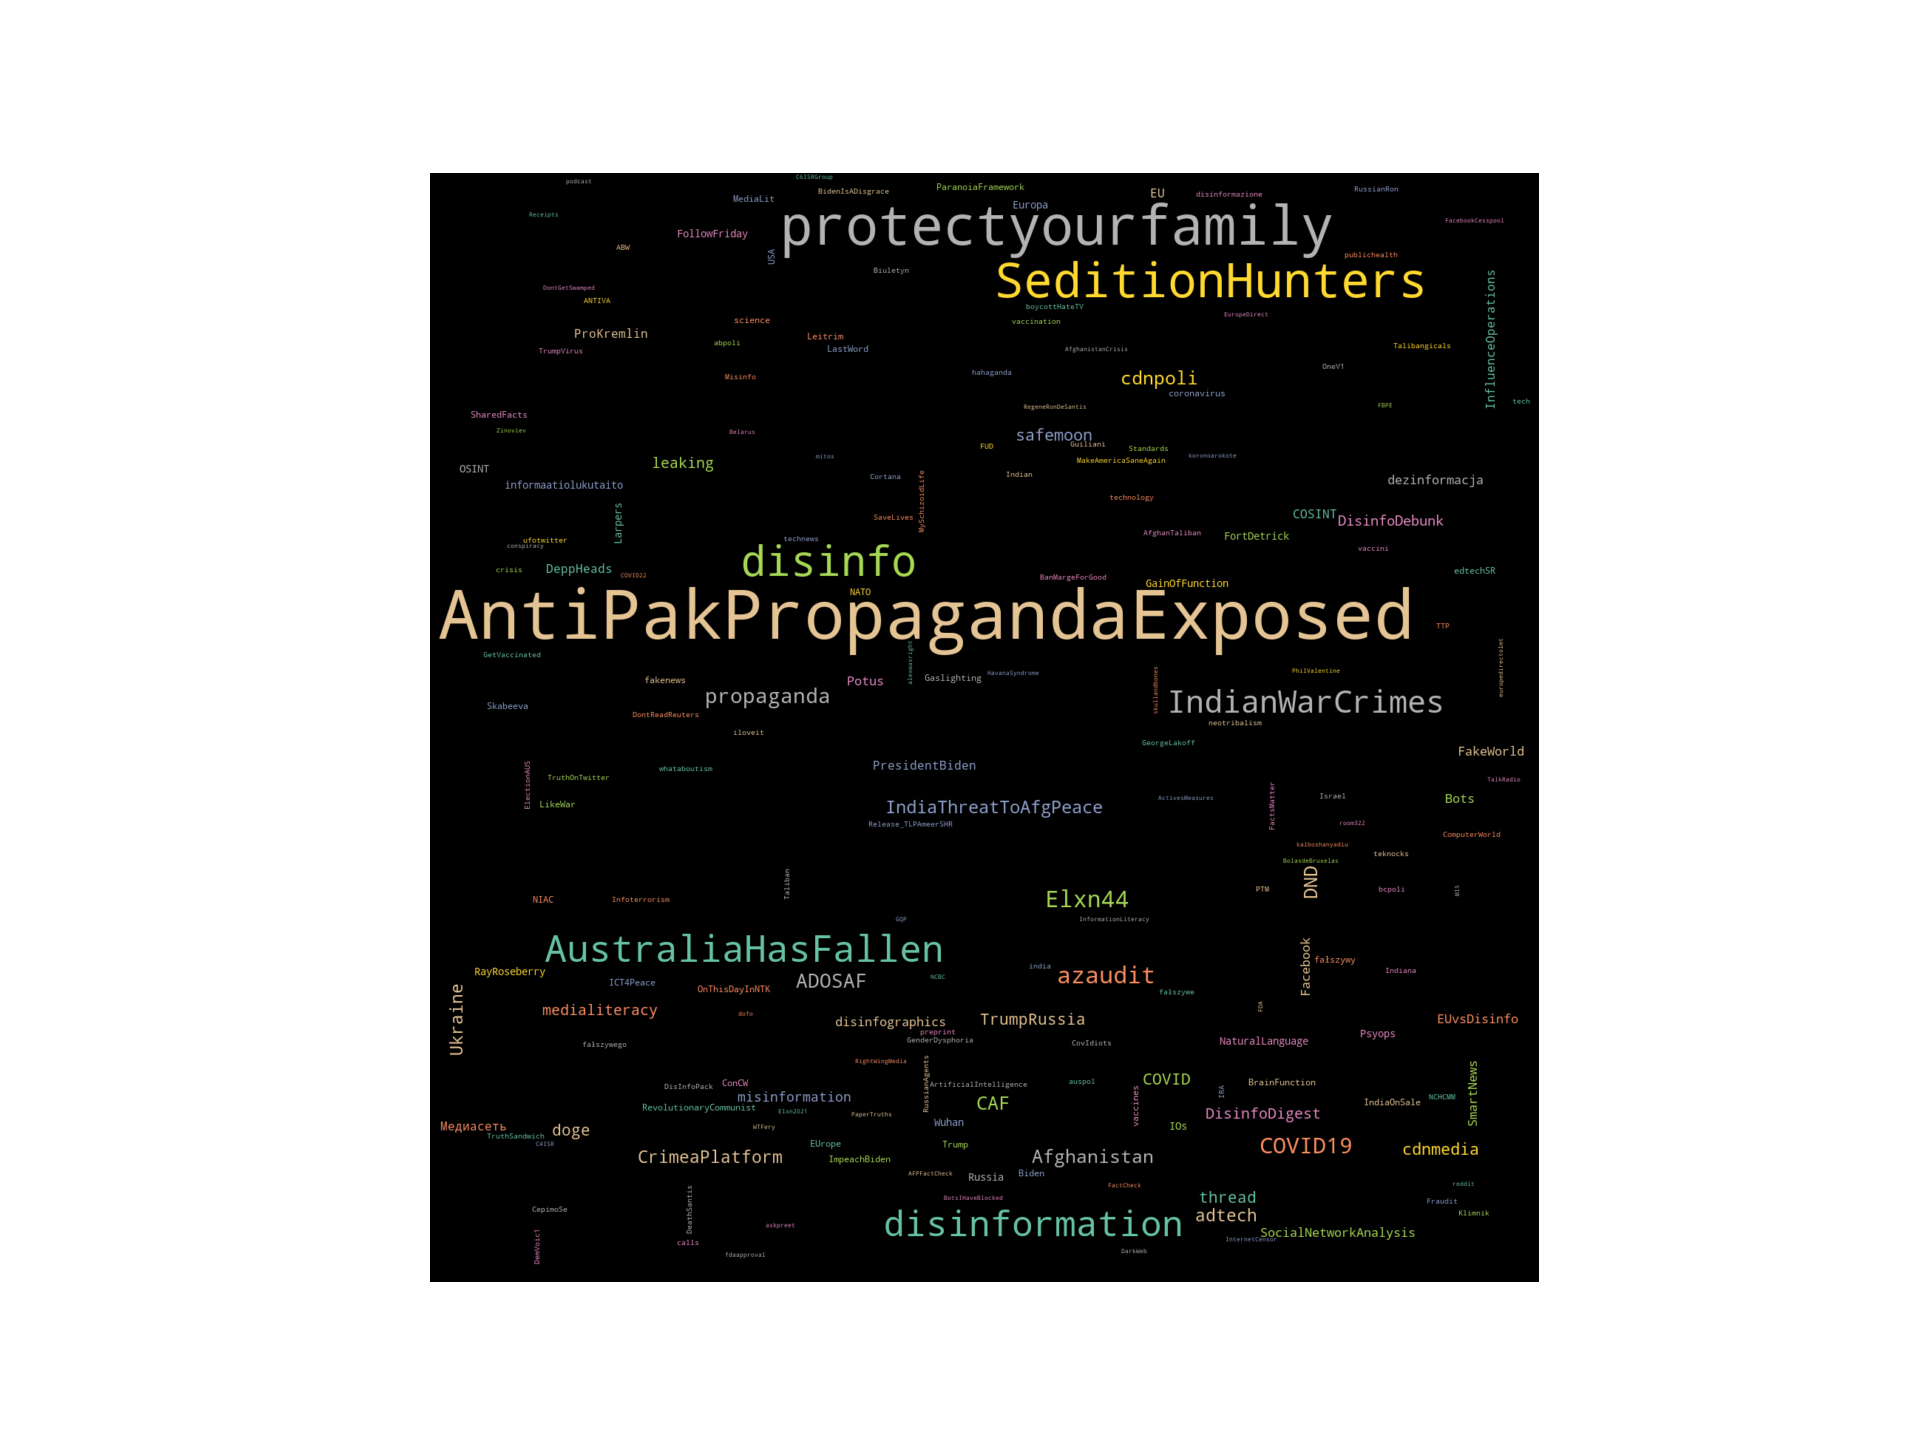 podcast
C6ISRGroup
BidenIsADisgrace
ParanoiaFramework
EU
disinformazione
RussianRon
MediaLit
Europa
Receipts
protectyourfamily
FacebookCesspool
FollowFriday
ABW
USA
publichealth
Biuletyn
SeditionHunters
InfluenceOperations
DontGetSwamped
ANTIVA
boycottHateTV
EuropeDirect
science
vaccination
ProKremlin
Leitrim
abpoli
LastWord
TrumpVirus
AfghanistanCrisis
Talibangicals
OneV1
Misinfo
hahaganda
cdnpoli
coronavirus
tech
SharedFacts
RegeneRonDeSantis
FBPE
Zinoviev
Belarus
safemoon
FUD
Guiliani
Standards
mitos
koronoarokote
leaking
MakeAmericaSaneAgain
OSINT
Cortana
Indian
informaatiolukutaito
dezinformacja
MySchizoidLife
technology
Larpers
SaveLives
COSINT
DisinfoDebunk
ufotwitter
conspiracy
technews
AfghanTaliban
FortDetrick
vaccini
disinfo
crisis
DeppHeads
COVID22
BanMargeForGood
GainOfFunction
edtechSR
NATO
AntiPakPropagandaExposed
TTP
GetVaccinated
europedirectolmt
fakenews
Potus
Gaslighting
HavanaSyndrome
PhilValentine
propaganda
skullandbones
IndianWarCrimes
Skabeeva
DontReadReuters
neotribalism
iloveit
GeorgeLakoff
FakeWorld
whataboutism
PresidentBiden
ElectionAUS
TruthOnTwitter
TalkRadio
LikeWar
IndiaThreatToAfgPeace
ActivesMeasures
FactsMatter
Israel
Bots
Release_TLPAmeerSHR
room322
ComputerWorld
kalboshanyadiu
teknocks
BolasdeBruxelas
Taliban
DND
PTM
bcpoli
NIAC
Infoterrorism
Elxn44
GQP
InformationLiteracy
AustraliaHasFallen
Facebook
fałszywy
RayRoseberry
ICT4Peace
OnThisDayInNTK
ADOSAF
NCBC
india
azaudit
Indiana
fałszywe
Ukraine
medialiteracy
dofo
disinfographics
TrumpRussia
FDA
EUvsDisinfo
preprint
GenderDysphoria
fałszywego
CovIdiots
NaturalLanguage
Psyops
RightWingMedia
RussianAgents
DisInfoPack
ConCW
ArtificialIntelligence
auspol
COVID
BrainFunction
SmartNews
misinformation
CAF
vaccines
IRA
IndiaOnSale
NCHCMM
RevolutionaryCommunist
Elxn2021
PaperTruths
DisinfoDigest
Медиасеть
TruthSandwich
C4ISR
doge
WTFery
Wuhan
IOs
EUrope
Trump
COVID19
cdnmedia
CrimeaPlatform
ImpeachBiden
Afghanistan
AFPFactCheck
Russia
Biden
FactCheck
reddit
BotsIHaveBlocked
thread
Fraudit
CepimoSe
DeathSantis
adtech
Klimnik
askpreet
disinformation
SocialNetworkAnalysis
InternetCensor
DemVoic1
calls
fdaapproval
DarkWeb